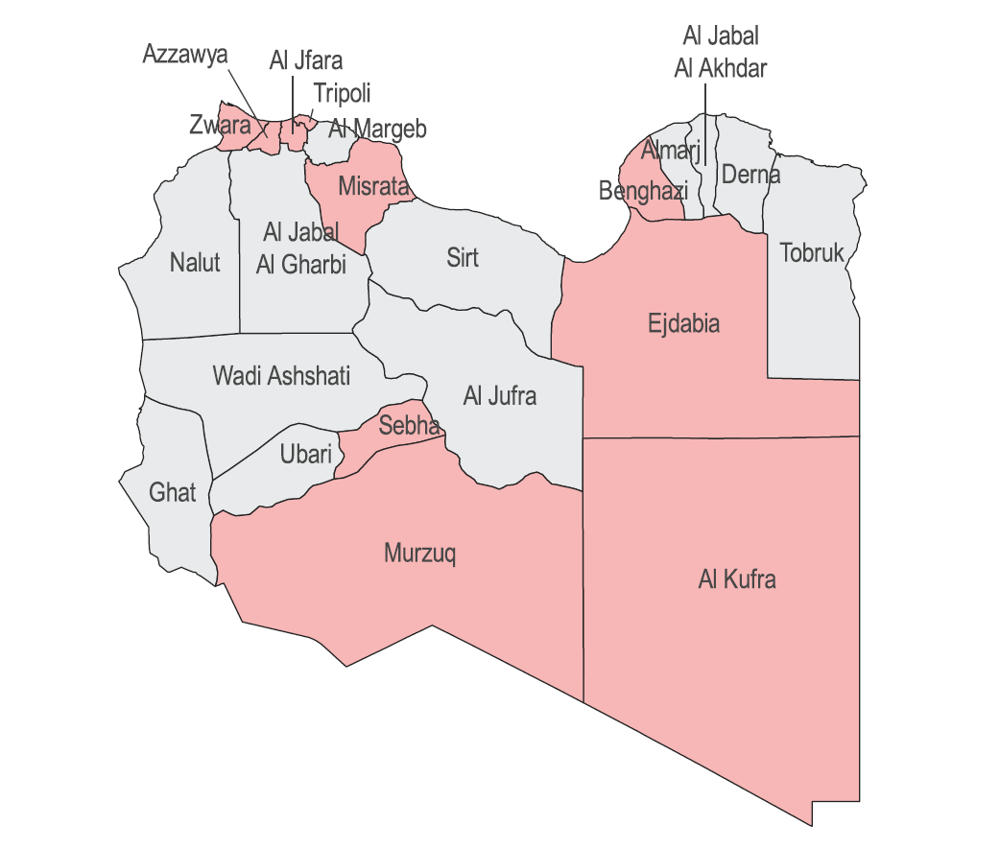 Al Jabal
Al Akhdar
Azzawya
Al Jfara
Tripoli
Zwara
Al Margeb
Almarj
Derna
Misrata
Benghazi
Al Jabal
Al Gharbi
Nalut
Sirt
Tobruk
Ejdabia
Wadi Ashshati
Al Jufra
Sebha
Ubari
Ghat
Murzuq
Al Kufra